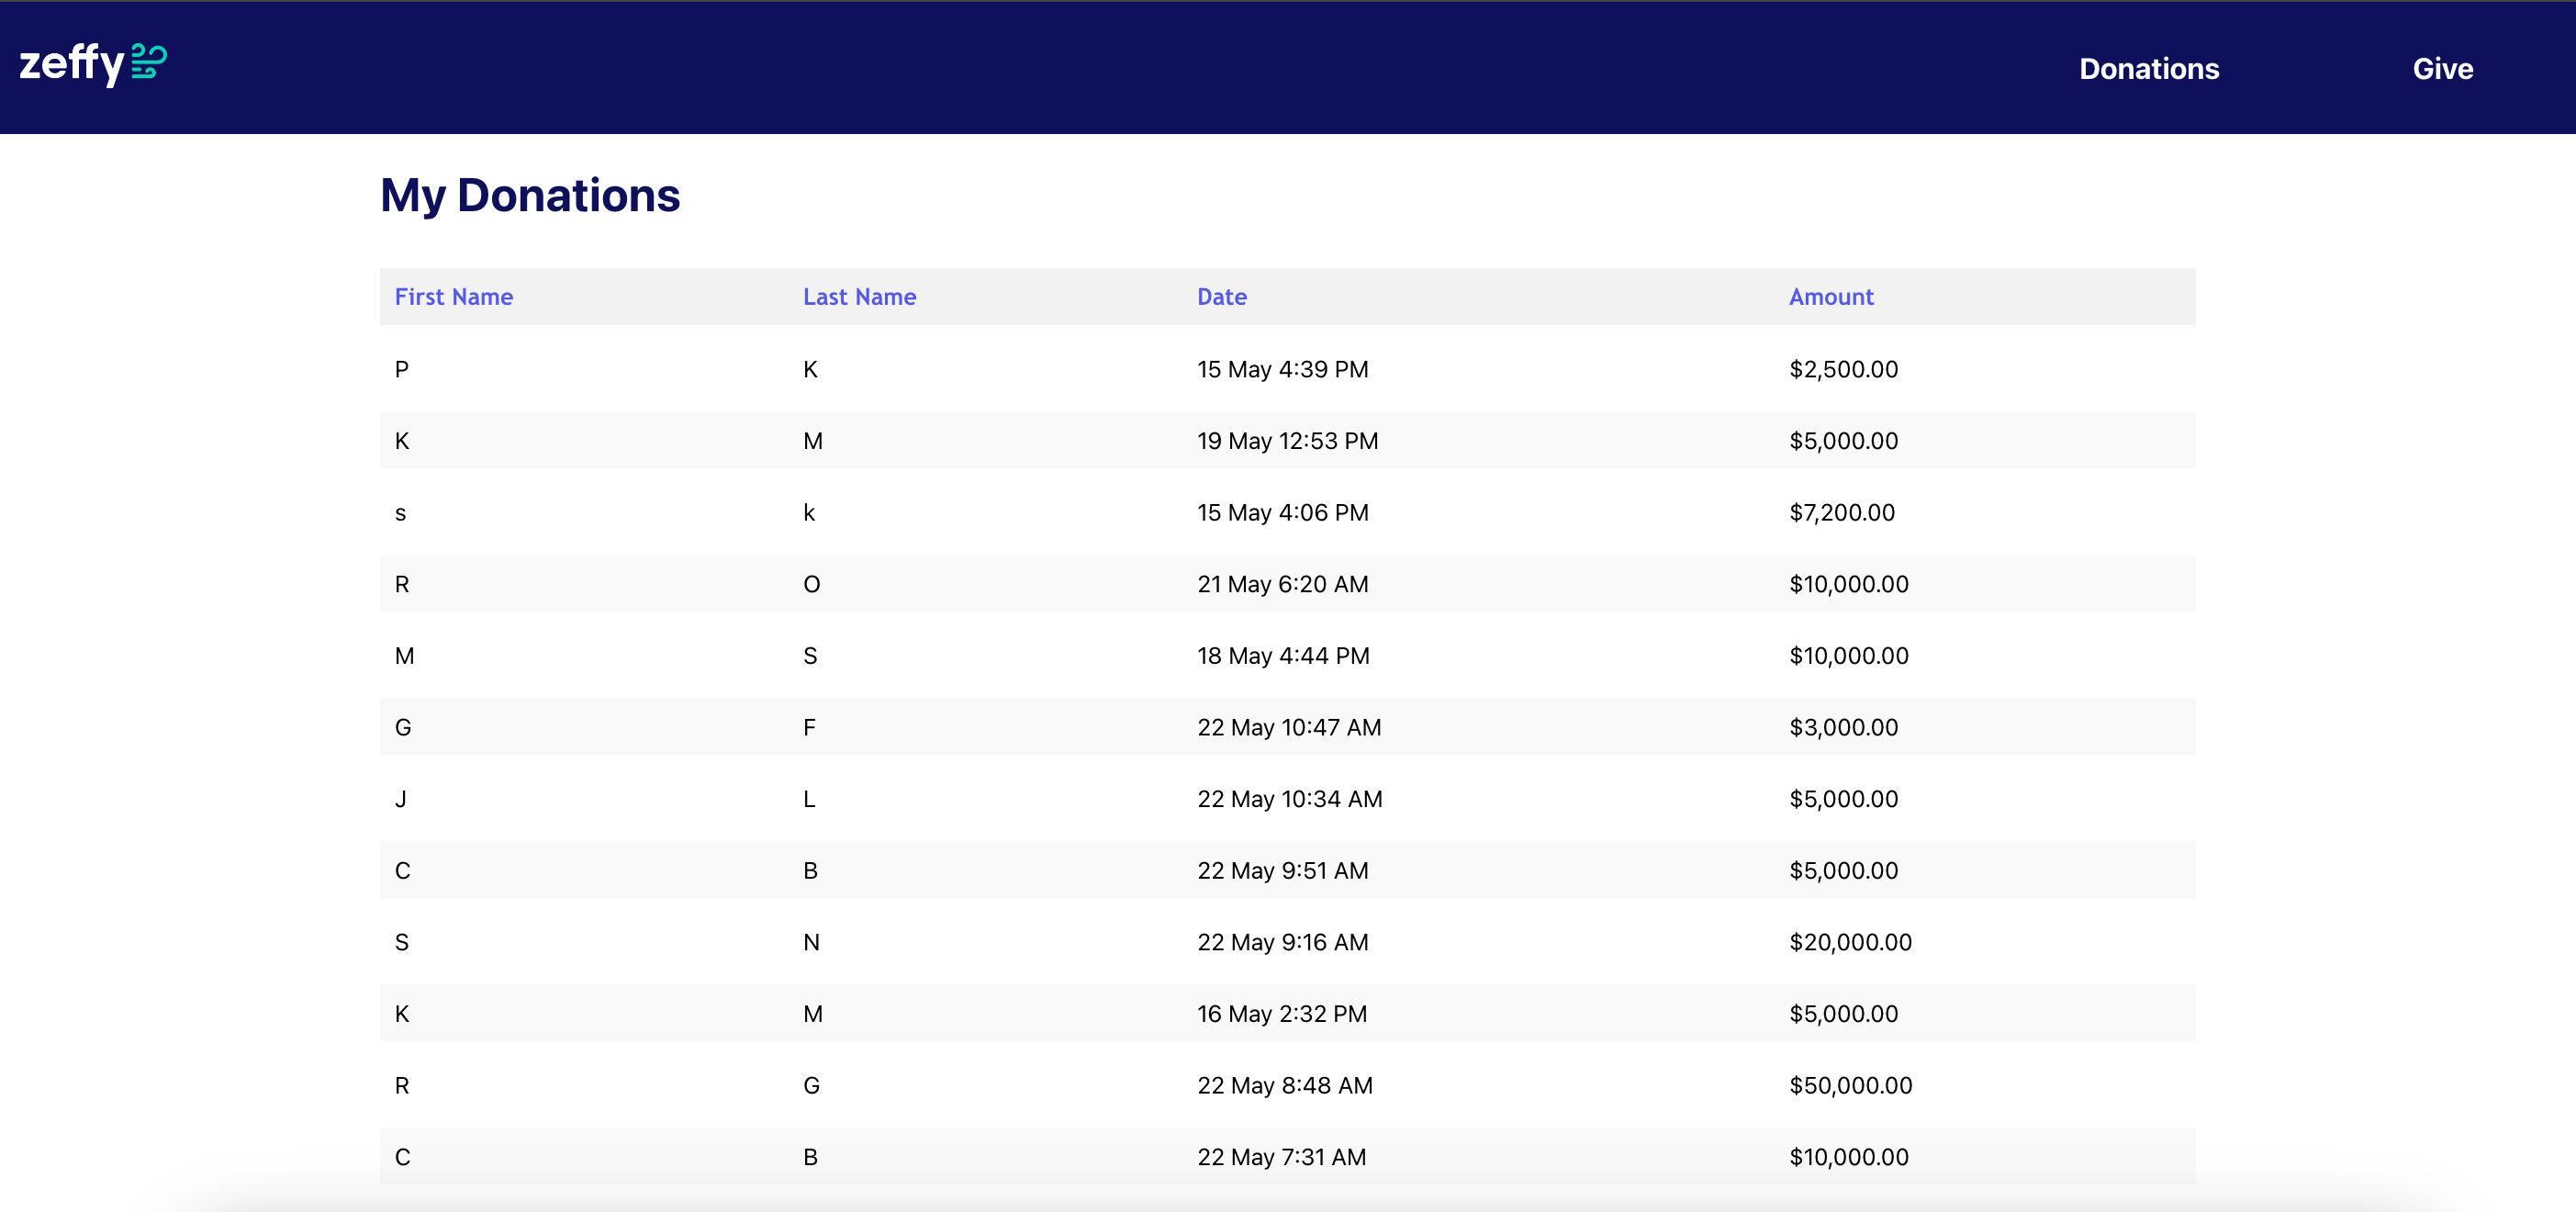 zeffy Donations Give
My Donations
First Name Last Name Date Amount
P K 15 May 4:39 PM $2,500.00
K M 19 May 12:53 PM $5,000.00
s k 15 May 4:06 PM $7,200.00
R O 21 May 6:20 AM $10,000.00
M S 18 May 4:44 PM $10,000.00
G F 22 May 10:47 AM $3,000.00
J L 22 May 10:34 AM $5,000.00
C B 22 May 9:51 AM $5,000.00
S N 22 May 9:16 AM $20,000.00
K M 16 May 2:32 PM $5,000.00
R G 22 May 8:48 AM $50,000.00
C B 22 May 7:31 AM $10,000.00